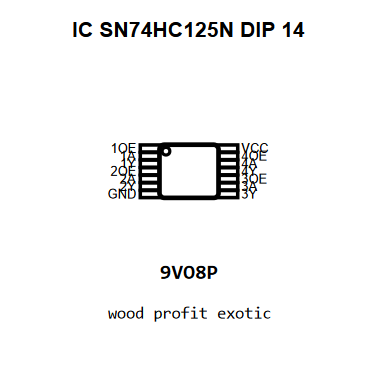 IC SN74HC125N DIP 14
1OE VCC
1A 4OE
1Y 4A
2OE 4Y
2A 3OE
2Y 3A
GND 3Y
9V08P
wood profit exotic